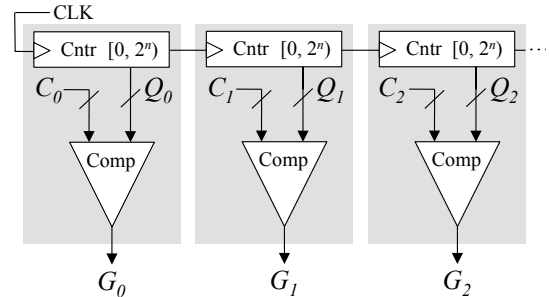 CLK
Cntr [0, 2ⁿ) Cntr [0, 2ⁿ) Cntr [0, 2ⁿ) ...
C₀ Q₀ C₁ Q₁ C₂ Q₂
Comp Comp Comp
G₀ G₁ G₂